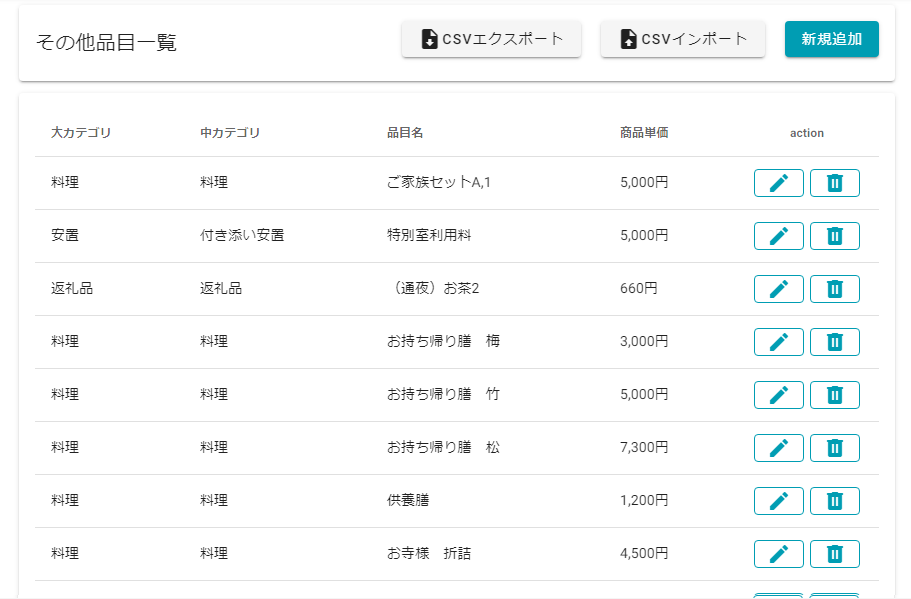 その他品目一覧 CSVエクスポート CSVインポート 新規追加
大カテゴリ 中カテゴリ 品目名 商品単価 action
料理 料理 ご家族セットA,1 5,000円
安置 付き添い安置 特別室利用料 5,000円
返礼品 返礼品 （通夜）お茶2 660円
料理 料理 お持ち帰り膳　梅 3,000円
料理 料理 お持ち帰り膳　竹 5,000円
料理 料理 お持ち帰り膳　松 7,300円
料理 料理 供養膳 1,200円
料理 料理 お寺様　折詰 4,500円